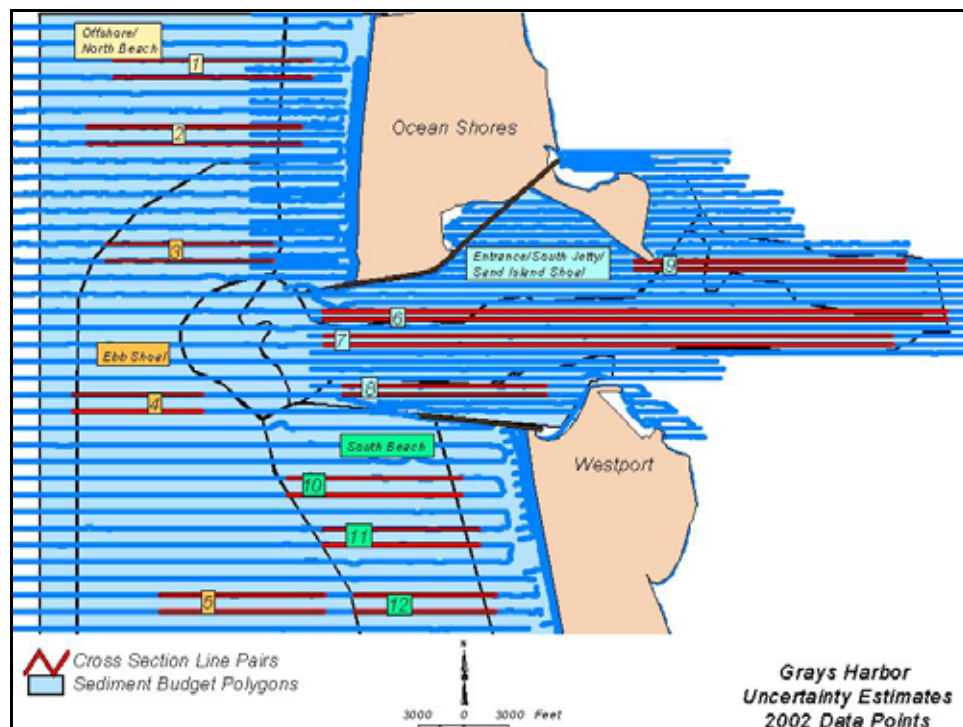 Offshore/
North Beach
1
Ocean Shores
2
3
Entrance/South Jetty/
Sand Island Shoal
9
6
7
Ebb Shoal
8
4
South Beach
Westport
10
11
5
12
Cross Section Line Pairs
Sediment Budget Polygons
N
3000 0 3000 Feet
Grays Harbor
Uncertainty Estimates
2002 Data Points